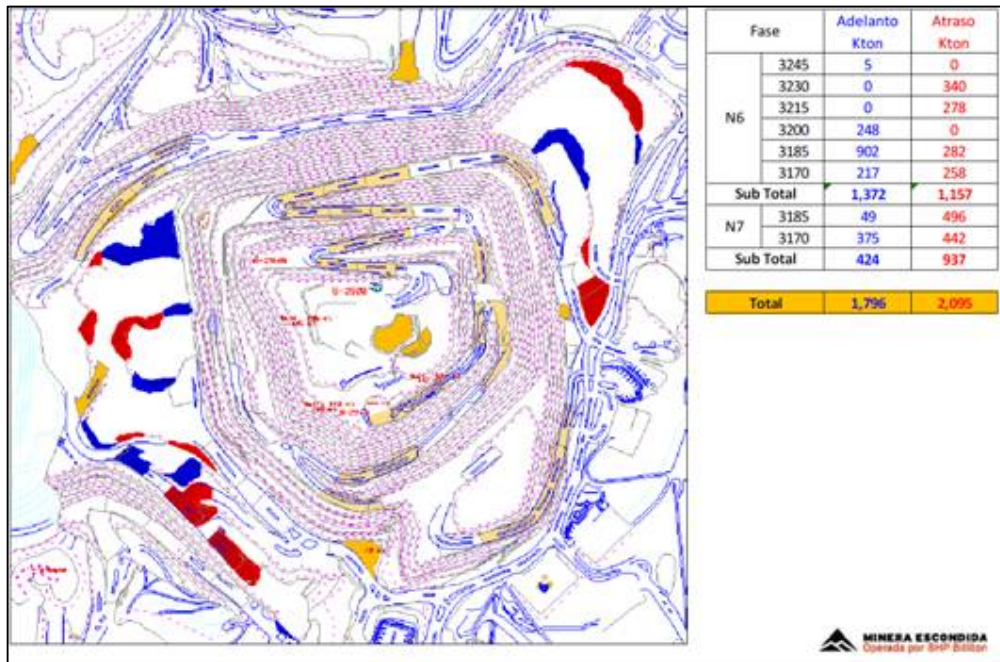 Fase Adelanto Kton Atraso Kton
N6
3245 5 0
3230 0 340
3215 0 278
3200 248 0
3185 902 282
3170 217 258
Sub Total 1,372 1,157
N7
3185 49 496
3170 375 442
Sub Total 424 937
Total 1,796 2,095
MINERA ESCONDIDA
Operada por BHP Billiton